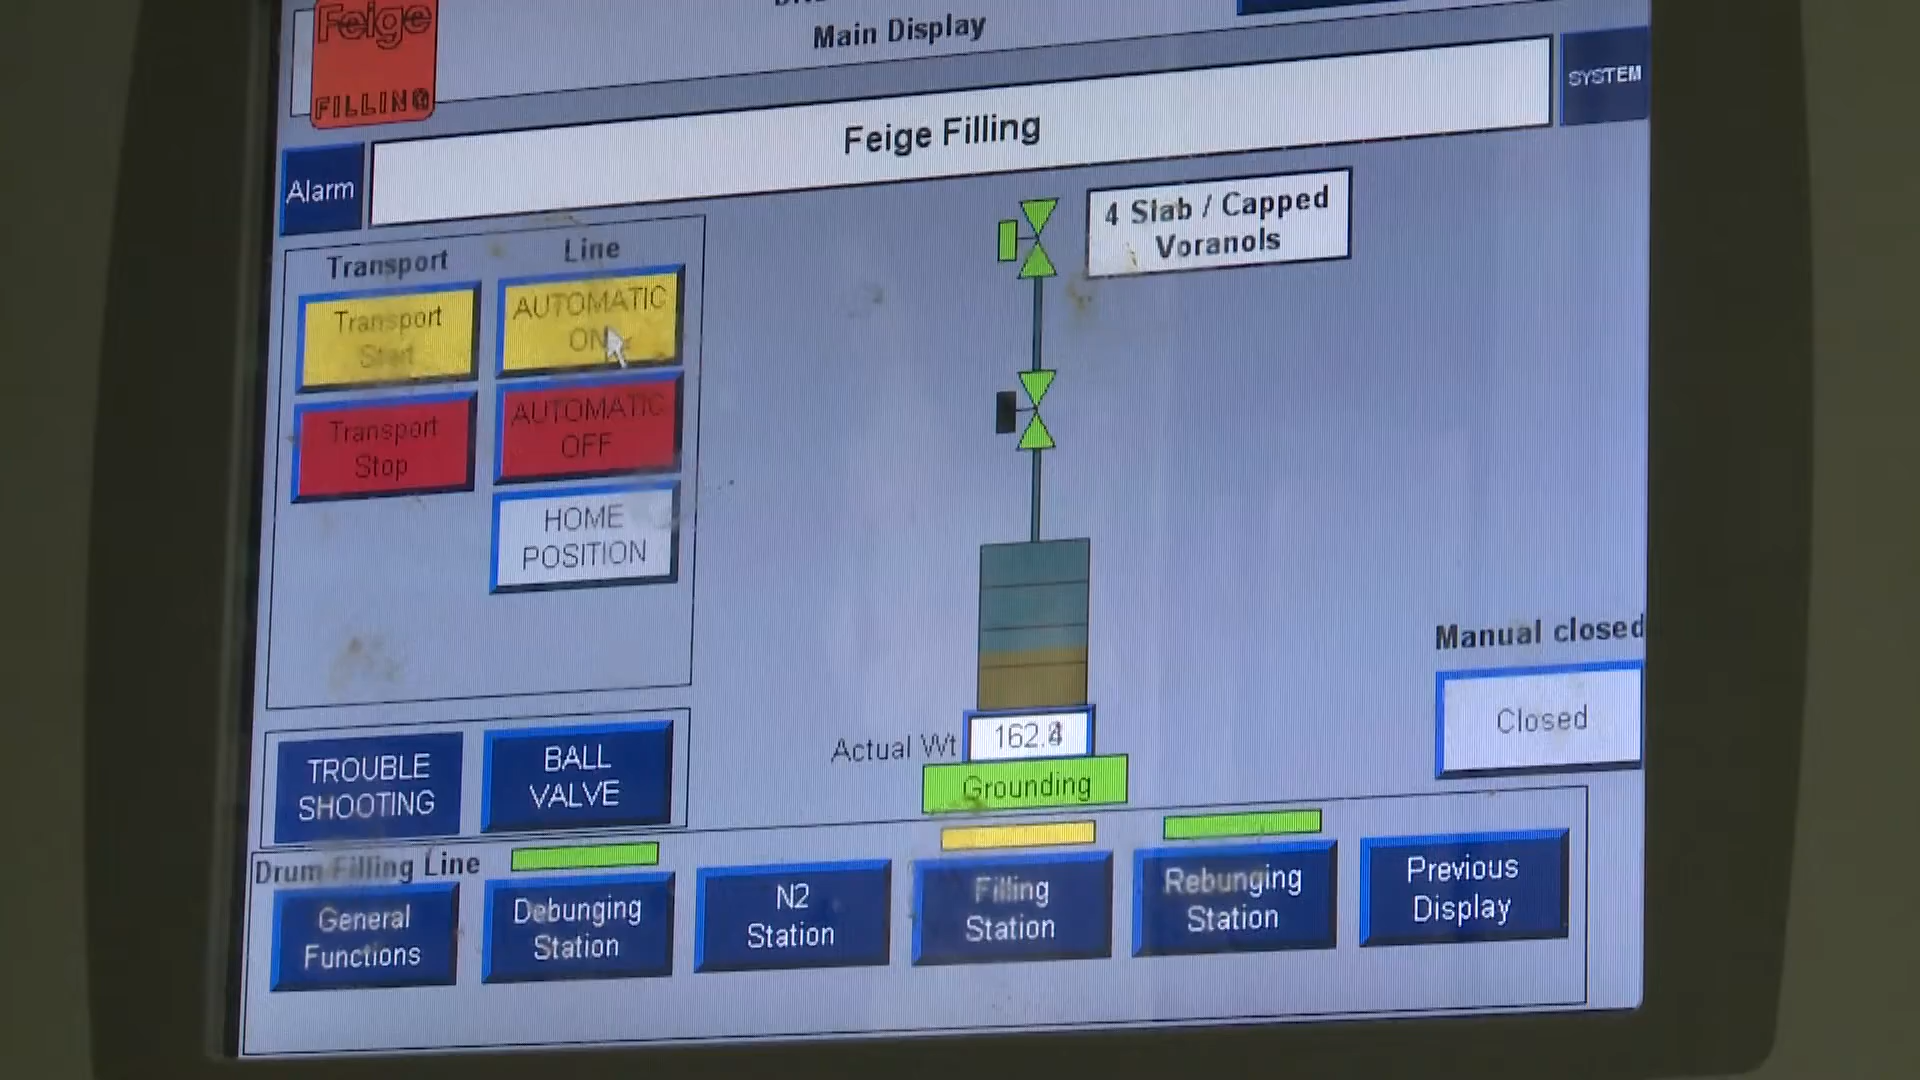 Feige
FILLING
Main Display
SYSTEM
Feige Filling
Alarm
4 Slab / Capped
Voranols
Transport
Line
Transport
Start
AUTOMATIC
ON
Transport
Stop
AUTOMATIC
OFF
HOME
POSITION
Manual closed
Closed
Actual Wt
Grounding
TROUBLE
SHOOTING
BALL
VALVE
Drum Filling Line
General
Functions
Debunging
Station
N2
Station
Filling
Station
Rebunging
Station
Previous
Display